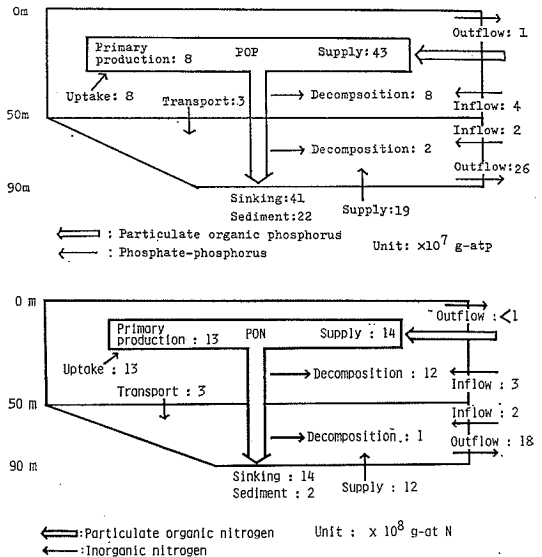 0m
Outflow: 1
Primary production: 8
POP
Supply: 43
Uptake: 8
Transport: 3
Decompsoition: 8
Inflow: 4
50m
Inflow: 2
Decomposition: 2
Outflow: 26
90m
Sinking: 41
Sediment: 22
Supply: 19
: Particulate organic phosphorus
: Phosphate-phosphorus
Unit: ×10⁷ g-atp
0 m
Outflow : <1
Primary production : 13
PON
Supply : 14
Uptake : 13
Decomposition : 12
Transport : 3
Inflow : 3
50 m
Inflow : 2
Decomposition : 1
Outflow : 18
90 m
Sinking : 14
Sediment : 2
Supply : 12
:Particulate organic nitrogen
Unit : x 10⁸ g-at N
:Inorganic nitrogen